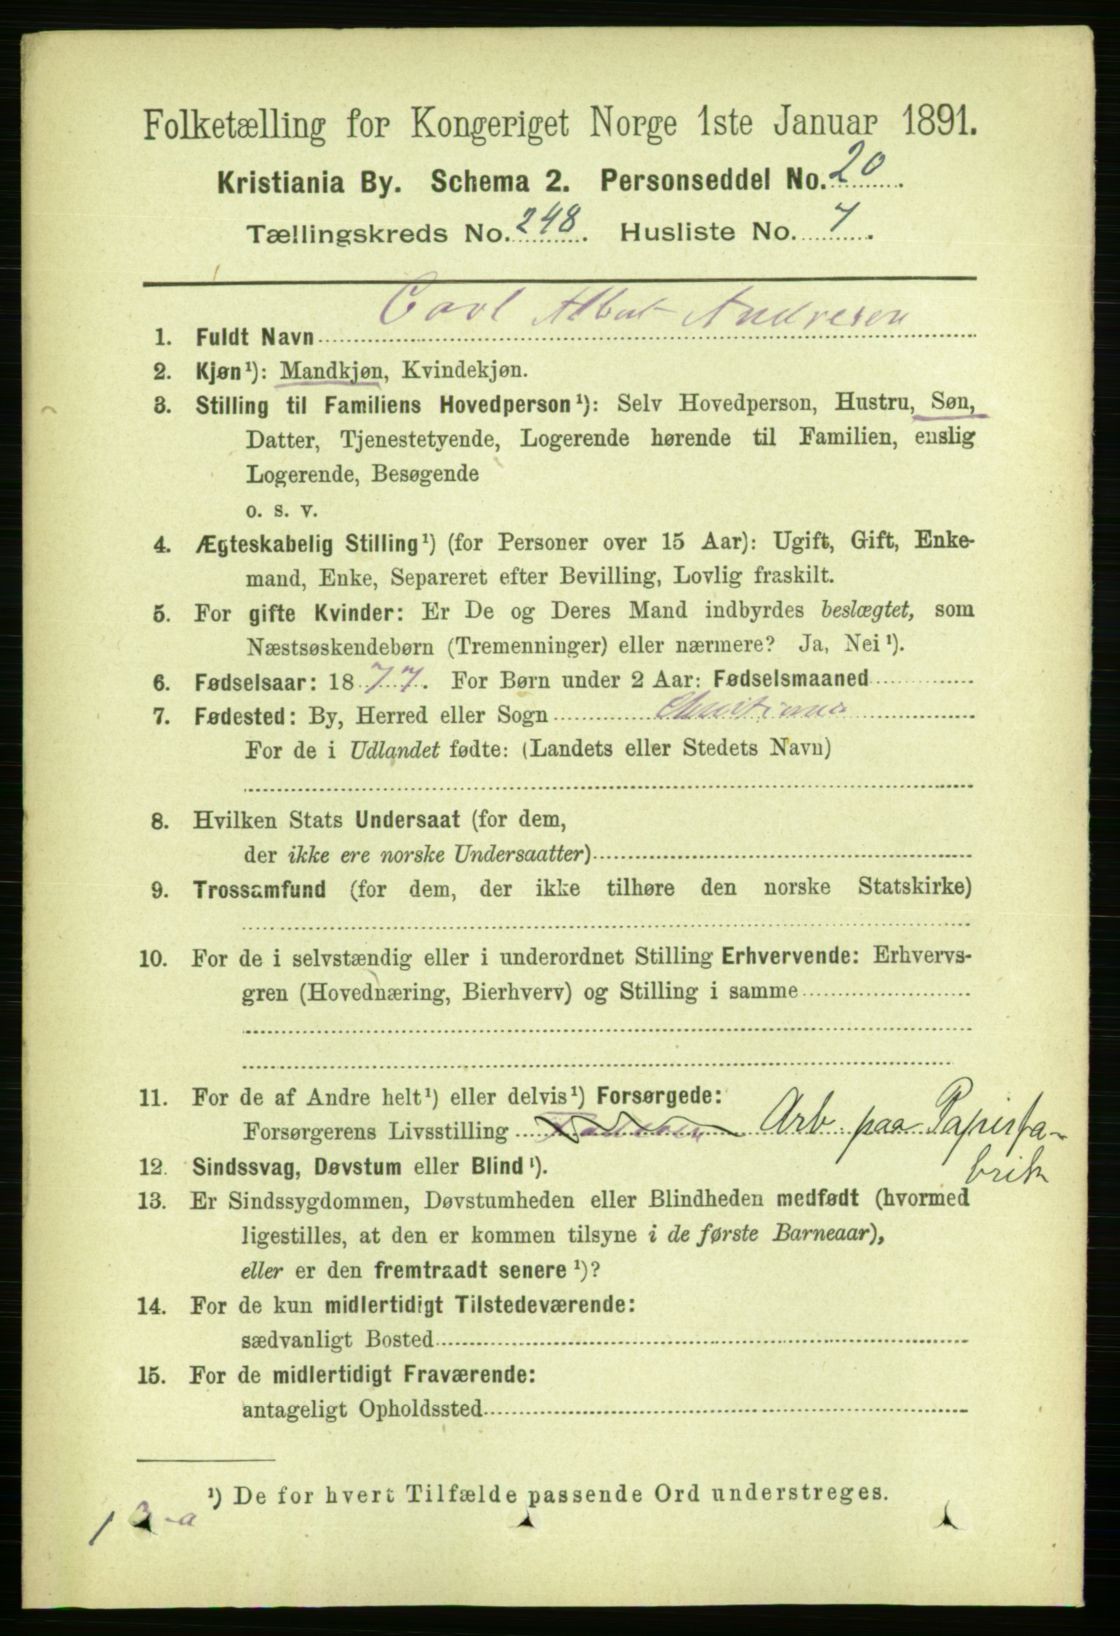 Folketælling for Kongeriget Norge 1ste Januar 1891.
Kristiania By. Schema 2. Personseddel No. 20.
Tællingskreds No. 248. Husliste No. 7.
1. Fuldt Navn Carl Albert Andresen
2. Kjøn¹): Mandkjøn, Kvindekjøn.
3. Stilling til Familiens Hovedperson¹): Selv Hovedperson, Hustru, Søn,
Datter, Tjenestetyende, Logerende hørende til Familien, enslig
Logerende, Besøgende
o. s. v.
4. Ægteskabelig Stilling¹) (for Personer over 15 Aar): Ugift, Gift, Enke-
mand, Enke, Separeret efter Bevilling, Lovlig fraskilt.
5. For gifte Kvinder: Er De og Deres Mand indbyrdes beslægtet, som
Næstsøskendebørn (Tremenninger) eller nærmere? Ja, Nei¹).
6. Fødselsaar: 1877. For Børn under 2 Aar: Fødselsmaaned
7. Fødested: By, Herred eller Sogn Christiania
For de i Udlandet fødte: (Landets eller Stedets Navn)
8. Hvilken Stats Undersaat (for dem,
der ikke ere norske Undersaatter)
9. Trossamfund (for dem, der ikke tilhøre den norske Statskirke)
10. For de i selvstændig eller i underordnet Stilling Erhvervende: Erhvervs-
gren (Hovednæring, Bierhverv) og Stilling i samme
11. For de af Andre helt¹) eller delvis¹) Forsørgede:
Forsørgerens Livsstilling Arb paa Papirfa-
brik
12. Sindssvag, Døvstum eller Blind¹).
13. Er Sindssygdommen, Døvstumheden eller Blindheden medfødt (hvormed
ligestilles, at den er kommen tilsyne i de første Barneaar),
eller er den fremtraadt senere¹)?
14. For de kun midlertidigt Tilstedeværende:
sædvanligt Bosted
15. For de midlertidigt Fraværende:
antageligt Opholdssted
¹) De for hvert Tilfælde passende Ord understreges.